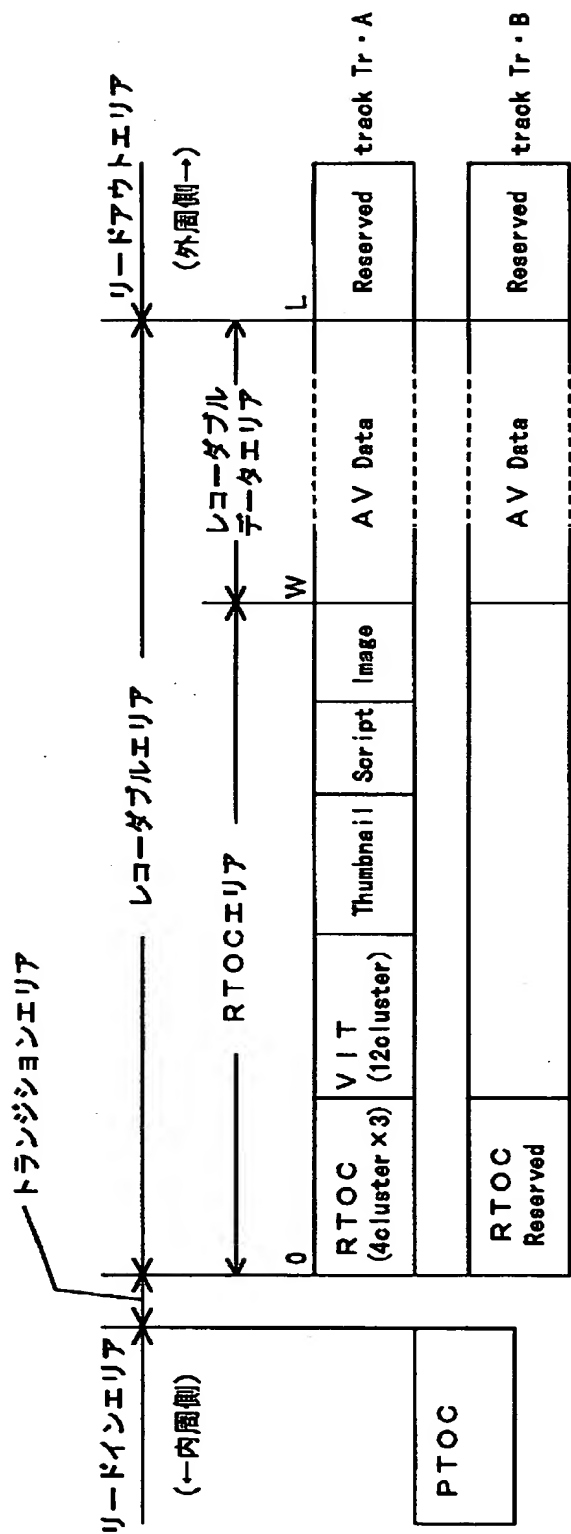 トランジションエリア
リードインエリア
レコーダブルエリア
リードアウトエリア
(←内周側)
(外周側→)
RTOCエリア
レコーダブル
データエリア
0
W
L
PTOC
RTOC
(4cluster×3)
VIT
(12cluster)
Thumbnail
Script
Image
AV Data
Reserved
track Tr・A
RTOC
Reserved
AV Data
Reserved
track Tr・B